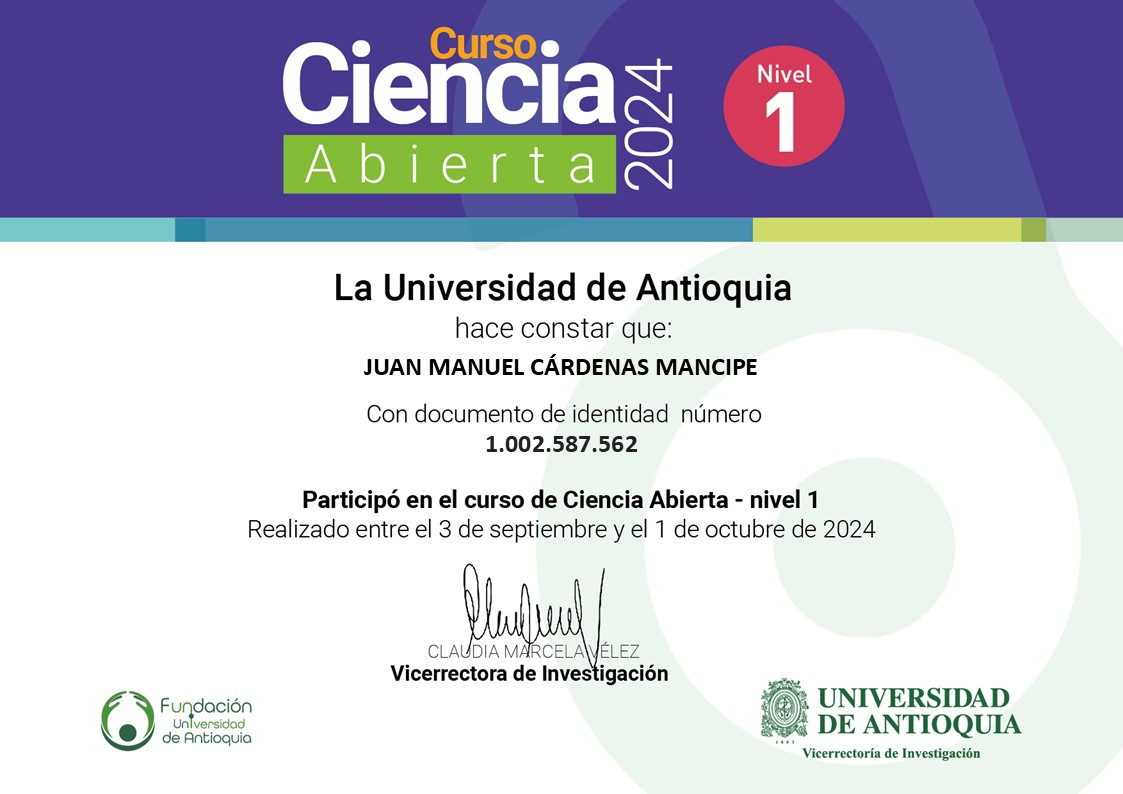 Curso
Ciencia
Abierta
2024
Nivel
1
La Universidad de Antioquia
hace constar que:
JUAN MANUEL CÁRDENAS MANCIPE
Con documento de identidad número
1.002.587.562
Participó en el curso de Ciencia Abierta - nivel 1
Realizado entre el 3 de septiembre y el 1 de octubre de 2024
CLAUDIA MARCELA VÉLEZ
Vicerrectora de Investigación
Fundación
Universidad
de Antioquia
1803
UNIVERSIDAD
DE ANTIOQUIA
Vicerrectoría de Investigación